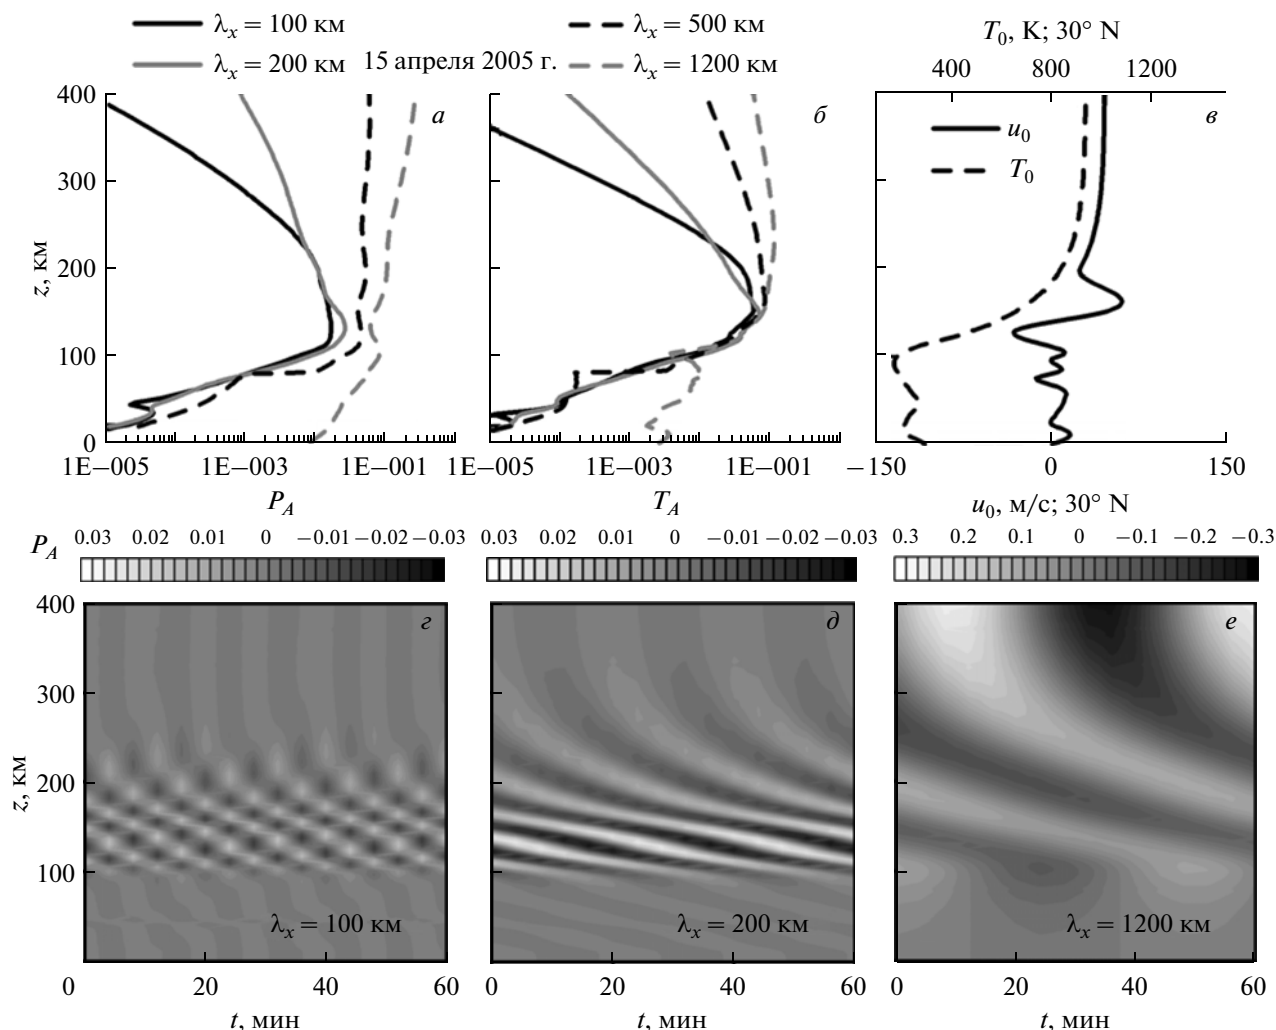 λx = 100 км
λx = 200 км
15 апреля 2005 г.
λx = 500 км
λx = 1200 км
T0, К; 30° N
400 800 1200
400
300
200
100
0
z, км
а
б
в
u0
T0
1E−005 1E−003 1E−001
1E−005 1E−003 1E−001
−150 0 150
PA
TA
u0, м/с; 30° N
PA
0.03 0.02 0.01 0 −0.01 −0.02 −0.03
0.03 0.02 0.01 0 −0.01 −0.02 −0.03
0.3 0.2 0.1 0 −0.1 −0.2 −0.3
400
300
200
100
z, км
г
д
е
λx = 100 км
λx = 200 км
λx = 1200 км
0 20 40 60
0 20 40 60
0 20 40 60
t, мин
t, мин
t, мин